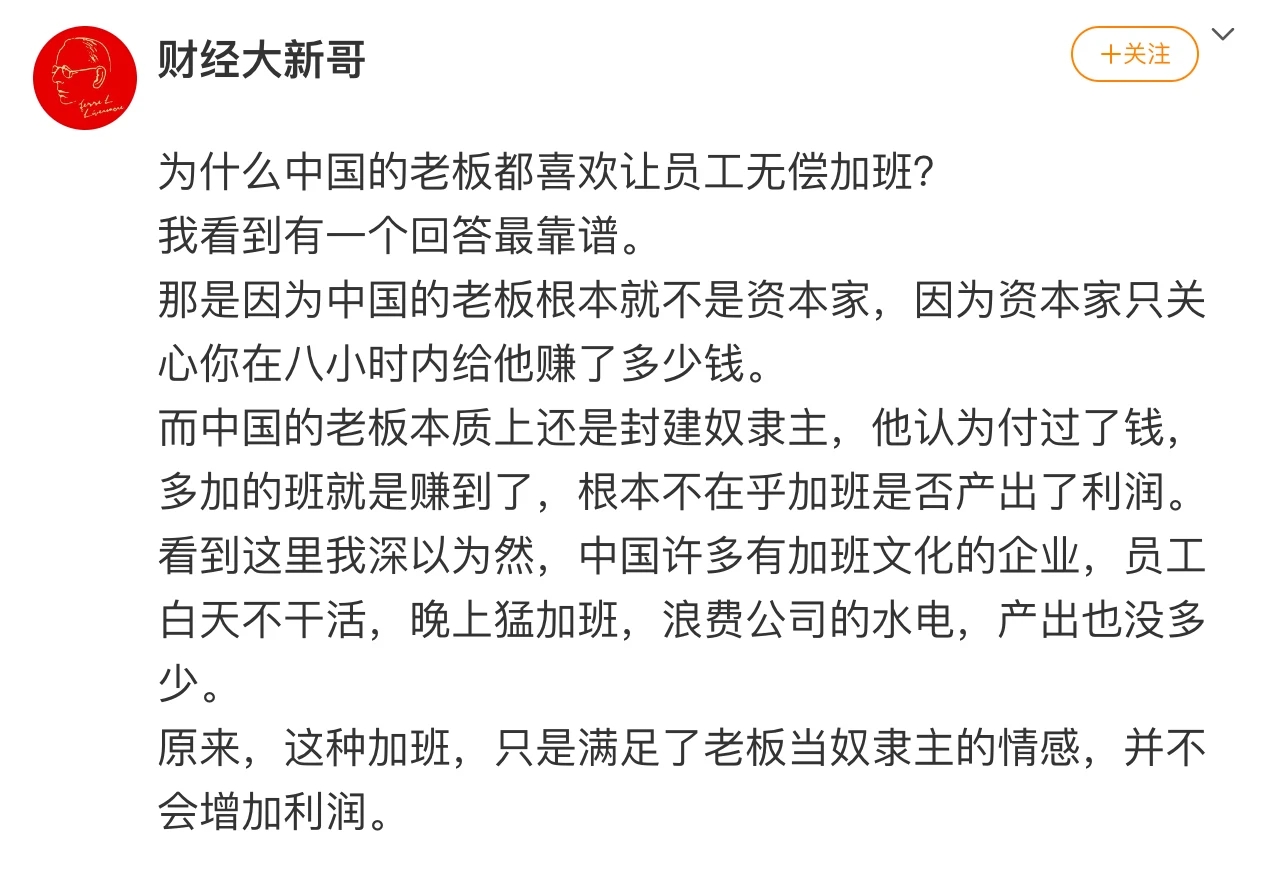 财经大新哥
+关注
为什么中国的老板都喜欢让员工无偿加班?
我看到有一个回答最靠谱。
那是因为中国的老板根本就不是资本家，因为资本家只关
心你在八小时内给他赚了多少钱。
而中国的老板本质上还是封建奴隶主，他认为付过了钱，
多加的班就是赚到了，根本不在乎加班是否产出了利润。
看到这里我深以为然，中国许多有加班文化的企业，员工
白天不干活，晚上猛加班，浪费公司的水电，产出也没多
少。
原来，这种加班，只是满足了老板当奴隶主的情感，并不
会增加利润。